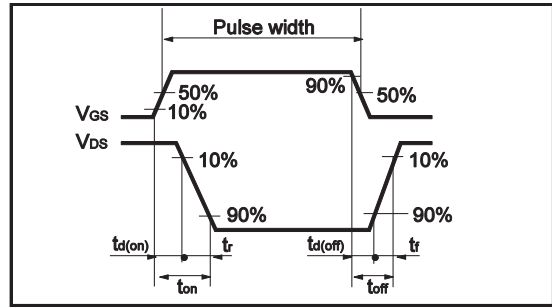 Pulse width
90%
50%
50%
10%
VGS
VDS
10%
10%
90%
90%
td(on)
tr
td(off)
tf
ton
toff